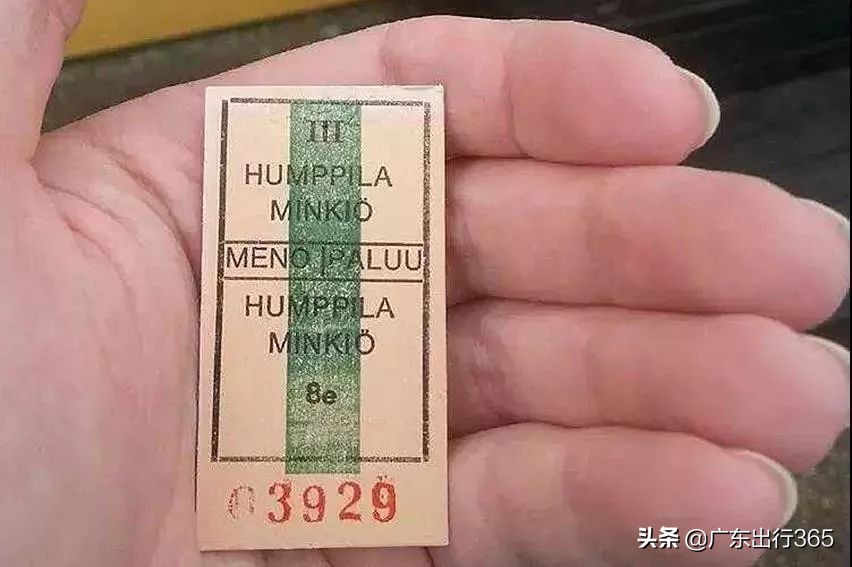 III
HUMPPILA
MINKIÖ
MENO | PALUU
HUMPPILA
MINKIÖ
8e
03929
头条 @广东出行365